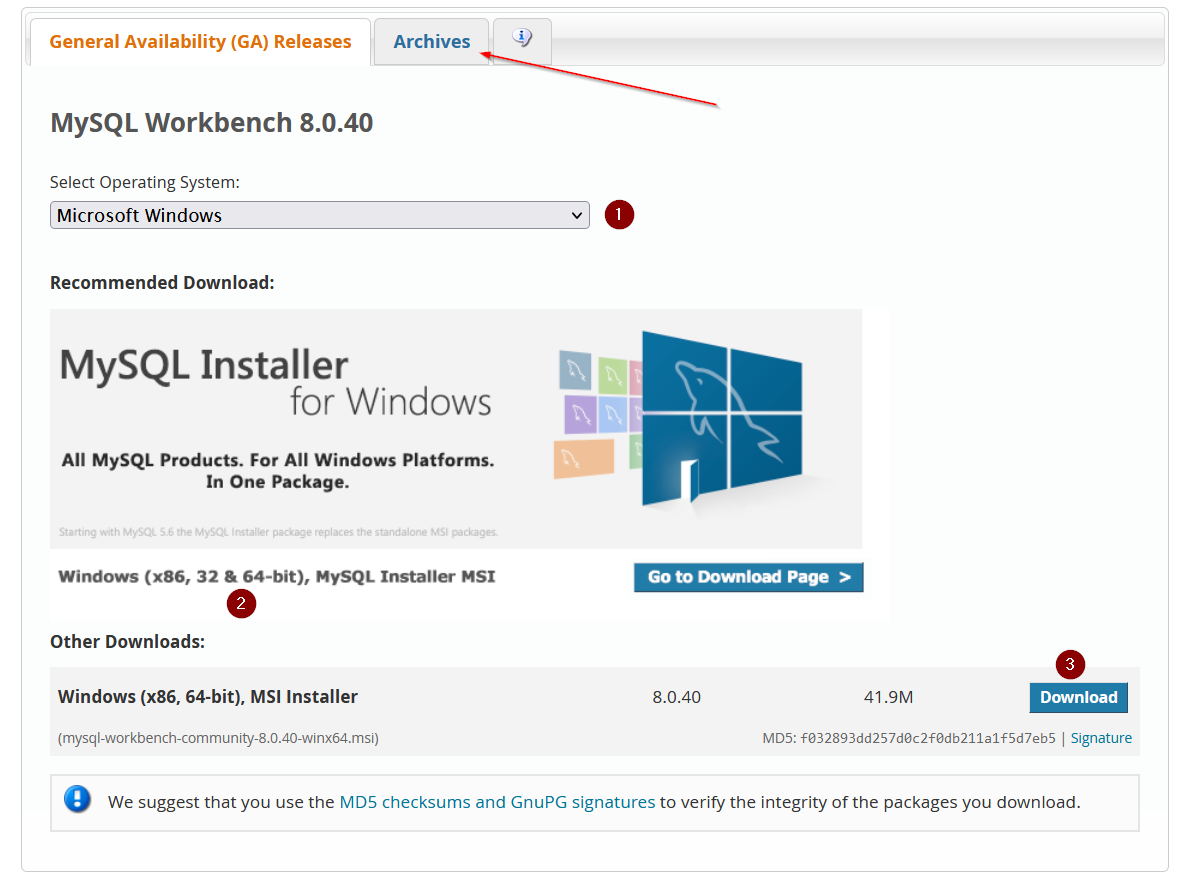 General Availability (GA) Releases
Archives
MySQL Workbench 8.0.40
Select Operating System:
Microsoft Windows
1
Recommended Download:
MySQL Installer
for Windows
All MySQL Products. For All Windows Platforms.
In One Package.
Starting with MySQL 5.6 the MySQL Installer package replaces the standalone MSI packages.
Windows (x86, 32 & 64-bit), MySQL Installer MSI
Go to Download Page >
2
Other Downloads:
3
Windows (x86, 64-bit), MSI Installer 8.0.40 41.9M Download
(mysql-workbench-community-8.0.40-winx64.msi) MD5: f032893dd257d0c2f0db211a1f5d7eb5 | Signature
We suggest that you use the MD5 checksums and GnuPG signatures to verify the integrity of the packages you download.